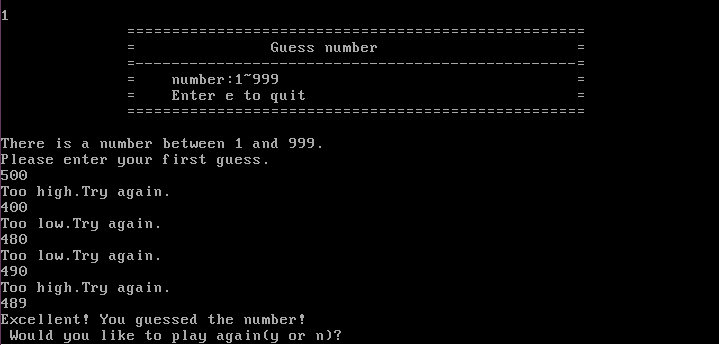 1
==================================================
= Guess number =
=------------------------------------------------=
= number:1~999 =
= Enter e to quit =
==================================================
There is a number between 1 and 999.
Please enter your first guess.
500
Too high.Try again.
400
Too low.Try again.
480
Too low.Try again.
490
Too high.Try again.
489
Excellent! You guessed the number!
Would you like to play again(y or n)?